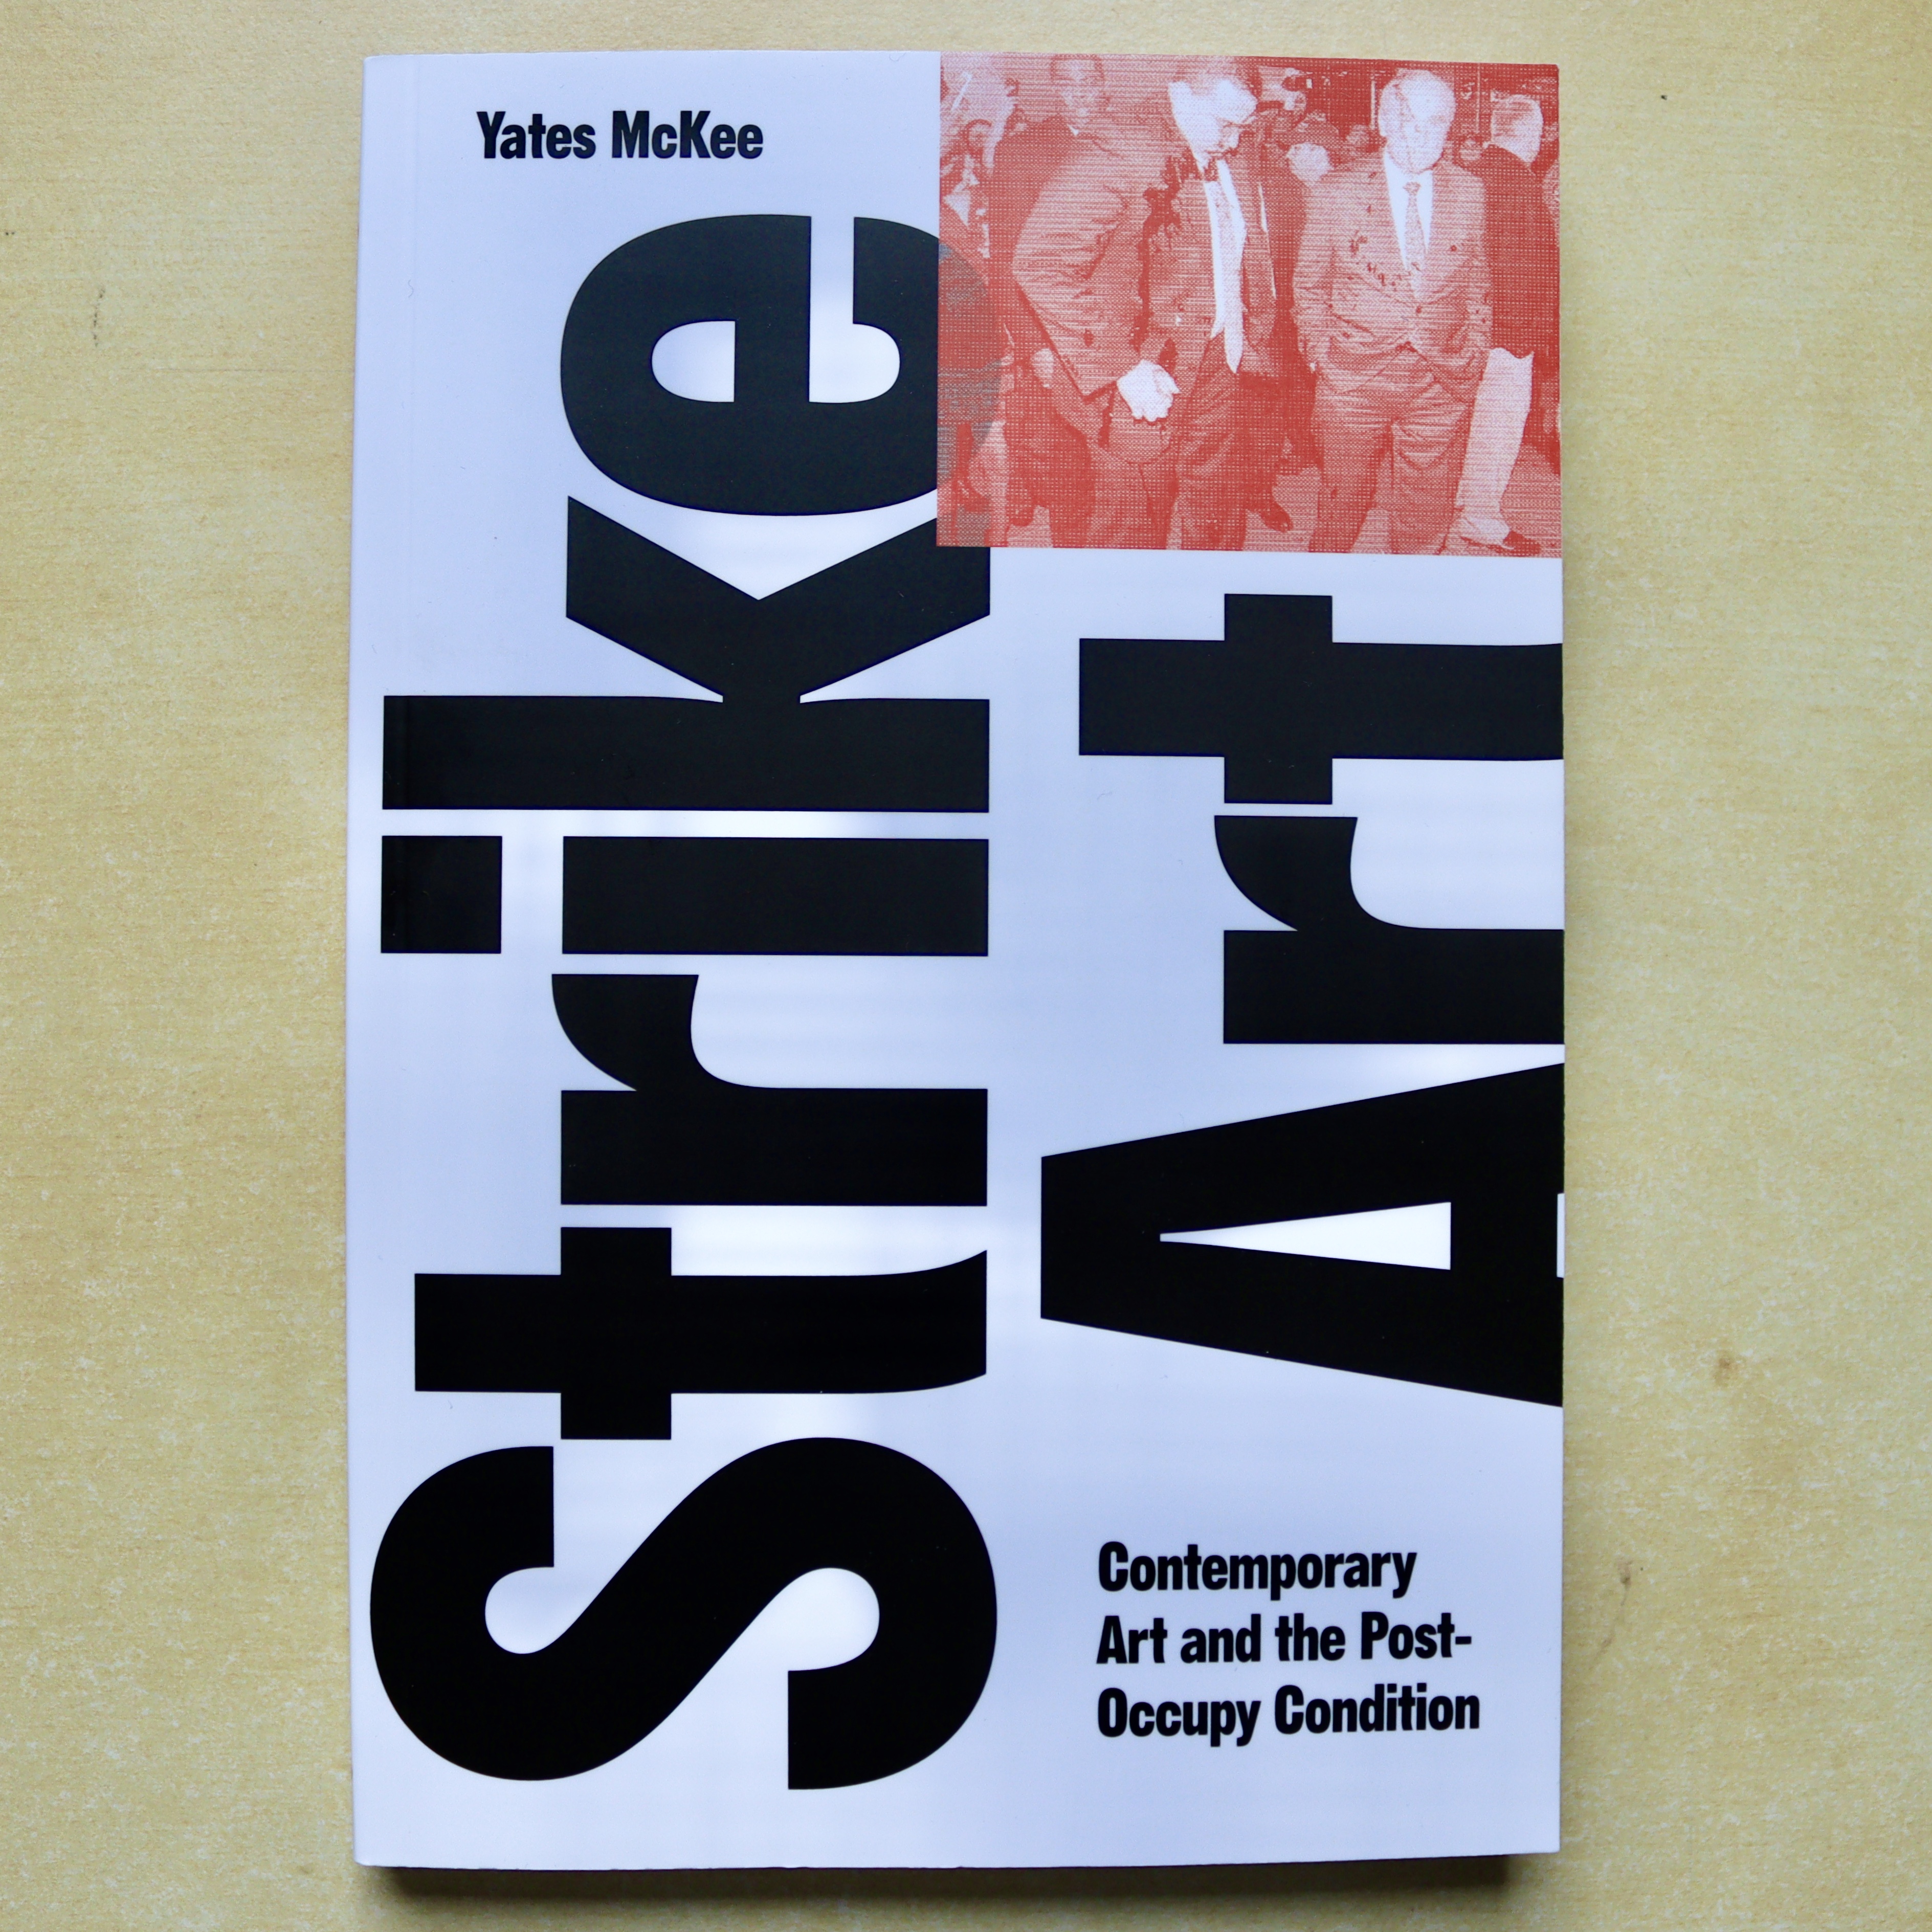 Yates McKee
Strike
Art
Contemporary
Art and the Post-
Occupy Condition